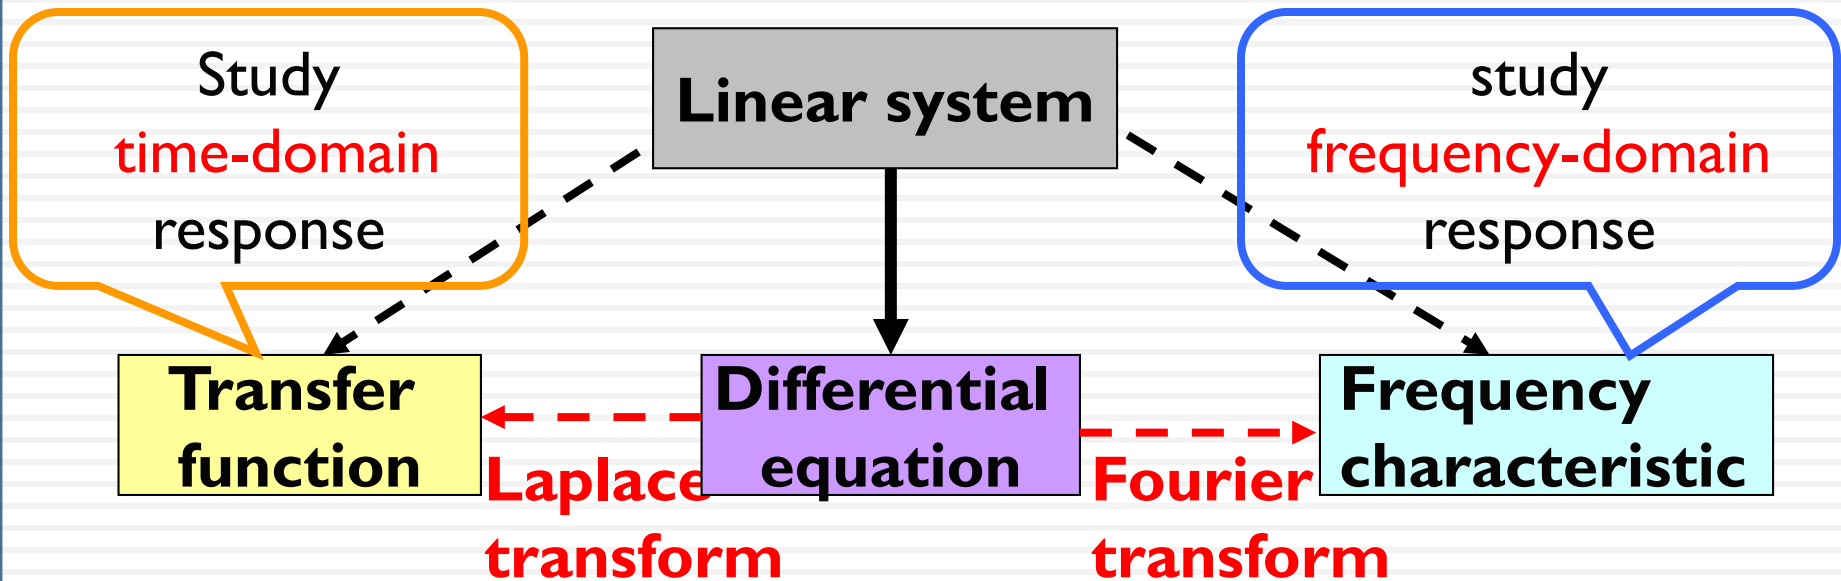 Study
time-domain
response
Linear system
study
frequency-domain
response
Transfer
function
Laplace
transform
Differential
equation
Fourier
transform
Frequency
characteristic